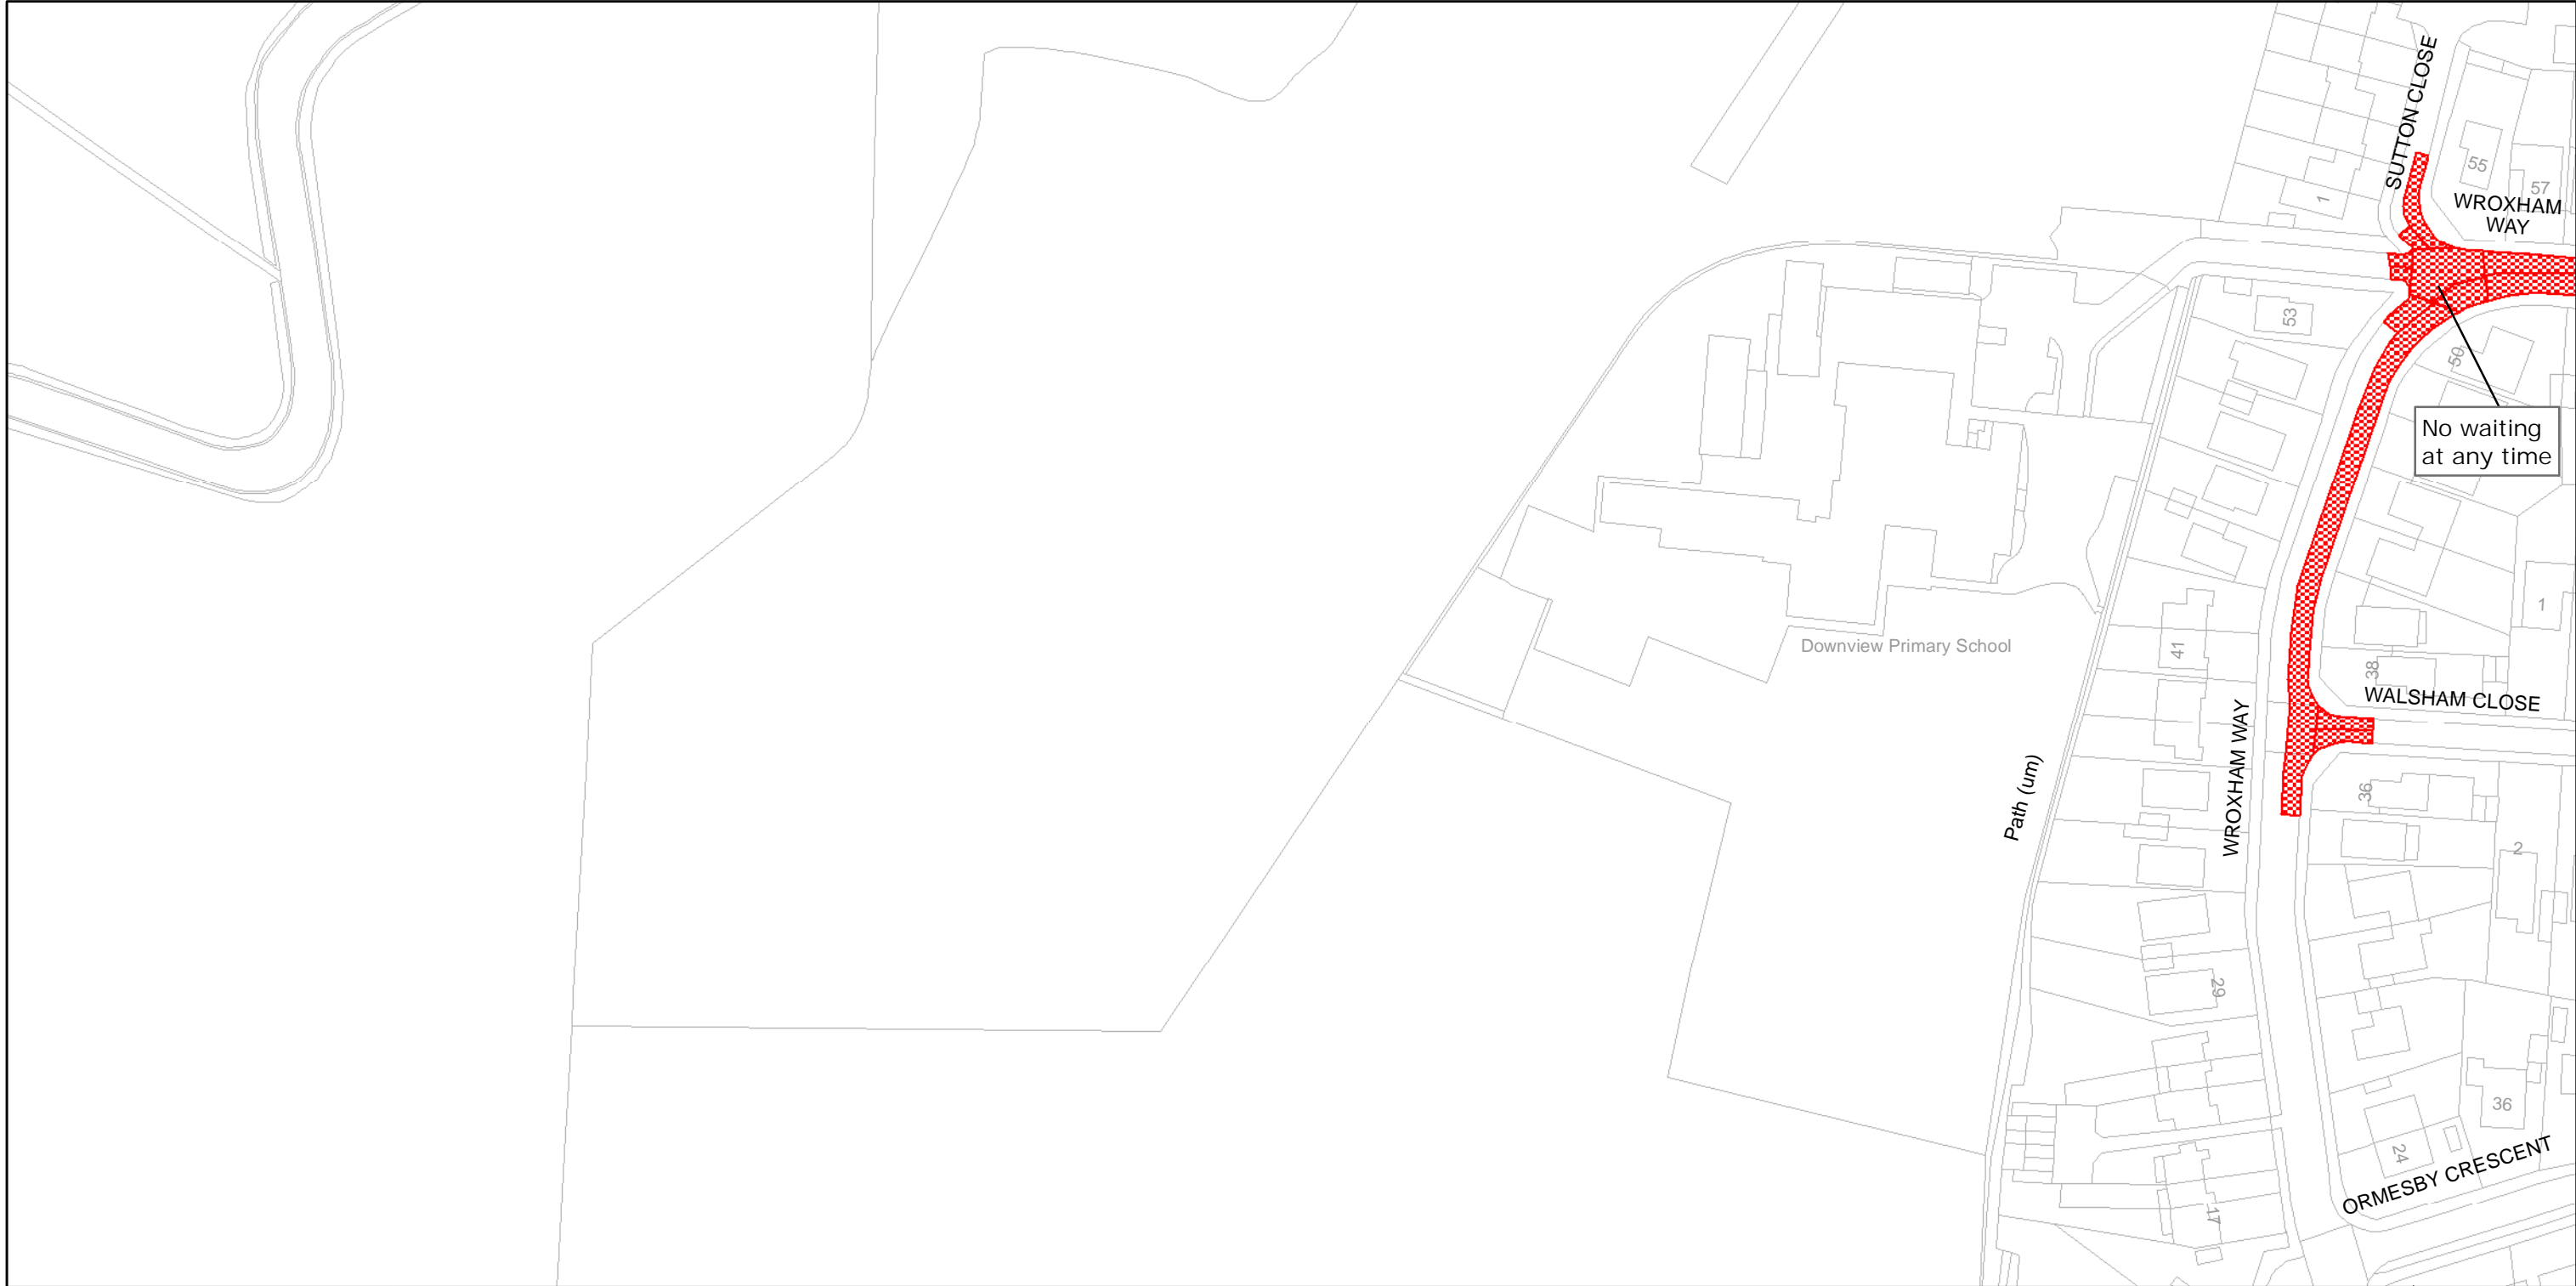 SUTTON CLOSE
55
57
WROXHAM
WAY
1
53
50
No waiting
at any time
1
41
Downview Primary School
38
WALSHAM CLOSE
WROXHAM WAY
Path (um)
36
2
29
36
24
ORMESBY CRESCENT
17